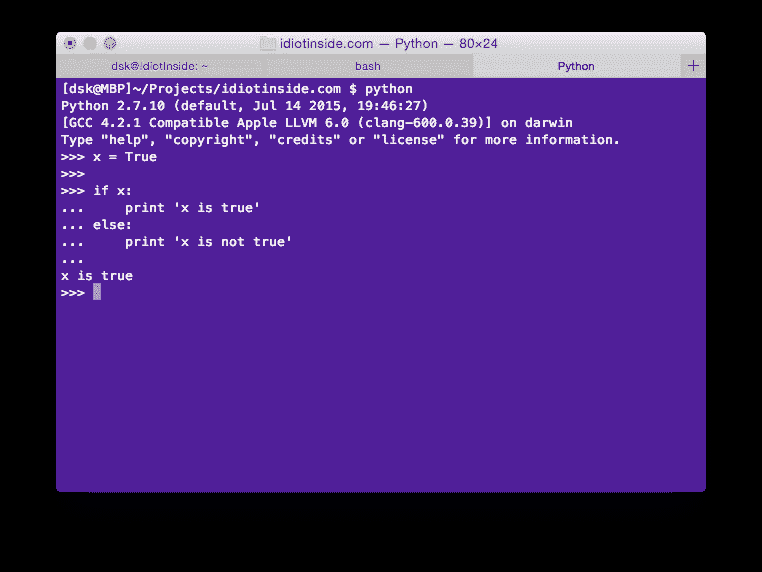 idiotinside.com — Python — 80×24
dsk@idiotInside: ~ bash Python +
[dsk@MBP]~/Projects/idiotinside.com $ python
Python 2.7.10 (default, Jul 14 2015, 19:46:27)
[GCC 4.2.1 Compatible Apple LLVM 6.0 (clang-600.0.39)] on darwin
Type "help", "copyright", "credits" or "license" for more information.
>>> x = True
>>>
>>> if x:
...     print 'x is true'
... else:
...     print 'x is not true'
...
x is true
>>>